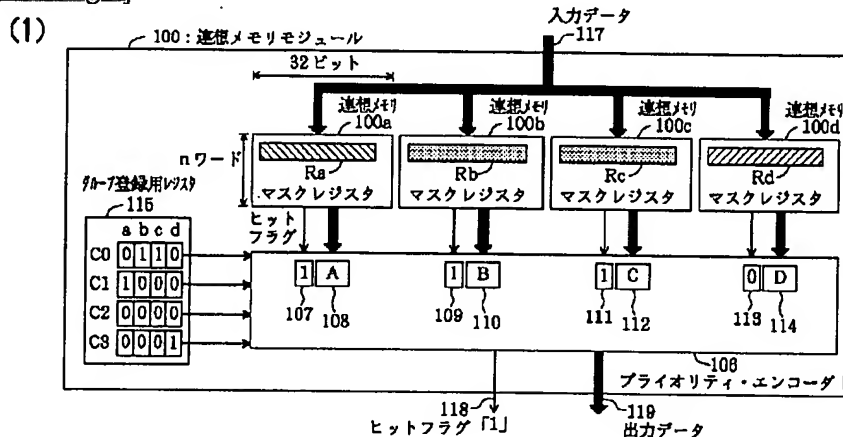 (1)
100:連想メモリモジュール
入力データ
117
32ビット
連想メモリ 連想メモリ 連想メモリ 連想メモリ
100a 100b 100c 100d
nワード
Ra Rb Rc Rd
マスクレジスタ マスクレジスタ マスクレジスタ マスクレジスタ
グループ登録用レジスタ
115
ヒット
フラグ
a b c d
C0 0 1 1 0
C1 1 0 0 0
C2 0 0 0 0
C3 0 0 0 1
1 A 1 B 1 C 0 D
107 108 109 110 111 112 113 114
106
プライオリティ・エンコーダ
118 119
ヒットフラグ「1」 出力データ